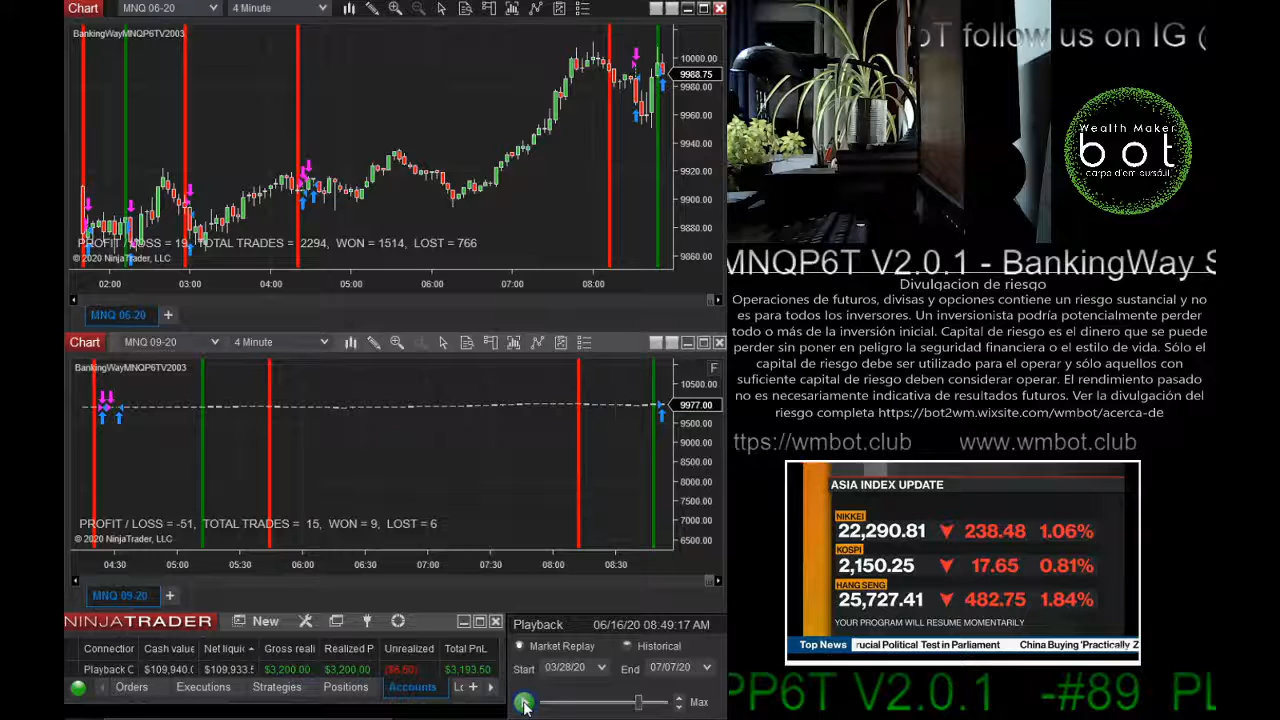 Chart MNQ 06-20 4 Minute
BankingWayMNQP6TV2003
10000.00
9988.75
9980.00
9960.00
9940.00
9920.00
9900.00
9880.00
9860.00
PROFIT / LOSS = 19, TOTAL TRADES = 2294, WON = 1514, LOST = 766
© 2020 NinjaTrader, LLC
02:00 03:00 04:00 05:00 06:00 07:00 08:00
MNQ 06-20 +
Chart MNQ 09-20 4 Minute
BankingWayMNQP6TV2003
F
10500.00
9977.00
9500.00
9000.00
8500.00
8000.00
7500.00
7000.00
6500.00
PROFIT / LOSS = -51, TOTAL TRADES = 15, WON = 9, LOST = 6
© 2020 NinjaTrader, LLC
04:30 05:00 05:30 06:00 06:30 07:00 07:30 08:00 08:30
MNQ 09-20 +
NINJATRADER New
Connection Cash value Net liquid Gross reali Realized P Unrealized Total PnL
Playback C $109,940.0 $109,933.5 $3,200.00 $3,200.00 ($6.50) $3,193.50
Orders Executions Strategies Positions Accounts +
Playback 06/16/20 08:49:17 AM
Market Replay Historical
Start 03/28/20 End 07/07/20
Max
oT follow us on IG (
Wealth Maker
bot
MNQP6T V2.0.1 - BankingWay S
Divulgacion de riesgo
Operaciones de futuros, divisas y opciones contiene un riesgo sustancial y no
es para todos los inversores. Un inversionista podría potencialmente perder
todo o más de la inversión inicial. Capital de riesgo es el dinero que se puede
perder sin poner en peligro la seguridad financiera o el estilo de vida. Sólo el
capital de riesgo debe ser utilizado para el operar y sólo aquellos con
suficiente capital de riesgo deben considerar operar. El rendimiento pasado
no es necesariamente indicativa de resultados futuros. Ver la divulgación del
riesgo completa https://bot2wm.wixsite.com/wmbot/acerca-de
ttps://wmbot.club www.wmbot.club
ASIA INDEX UPDATE
NIKKEI
22,290.81 238.48 1.06%
KOSPI
2,150.25 17.65 0.81%
HANG SENG
25,727.41 482.75 1.84%
YOUR PROGRAM WILL RESUME MOMENTARILY
Top News rucial Political Test in Parliament China Buying 'Practically Z
PP6T V2.0.1 -#89 PL